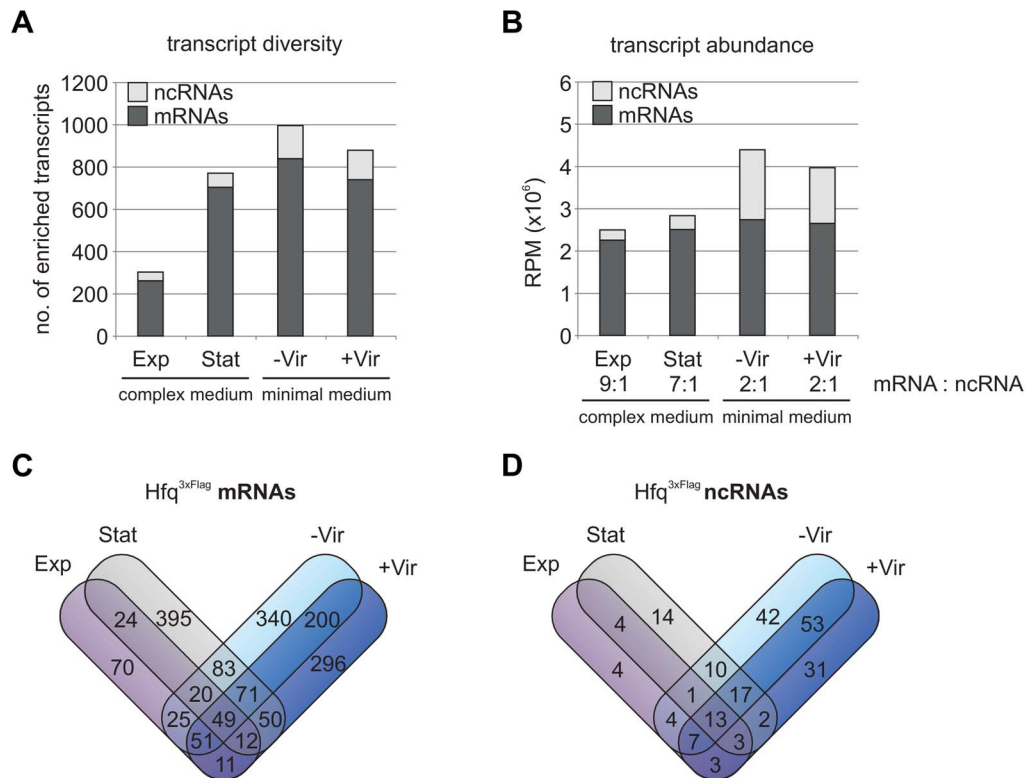 A
transcript diversity
no. of enriched transcripts
1200
1000
800
600
400
200
0
ncRNAs
mRNAs
Exp Stat -Vir +Vir
complex medium minimal medium
B
transcript abundance
RPM (x10⁶)
6
5
4
3
2
1
0
ncRNAs
mRNAs
Exp Stat -Vir +Vir
9:1 7:1 2:1 2:1 mRNA : ncRNA
complex medium minimal medium
C
Hfq³ˣᶠˡᵃᵍ mRNAs
Stat -Vir
Exp +Vir
24 395 340 200
70 83 296
20 71
25 49 50
51 12
11
D
Hfq³ˣᶠˡᵃᵍ ncRNAs
Stat -Vir
Exp +Vir
4 14 42 53
4 10 31
1 17
4 13 2
7 3
3